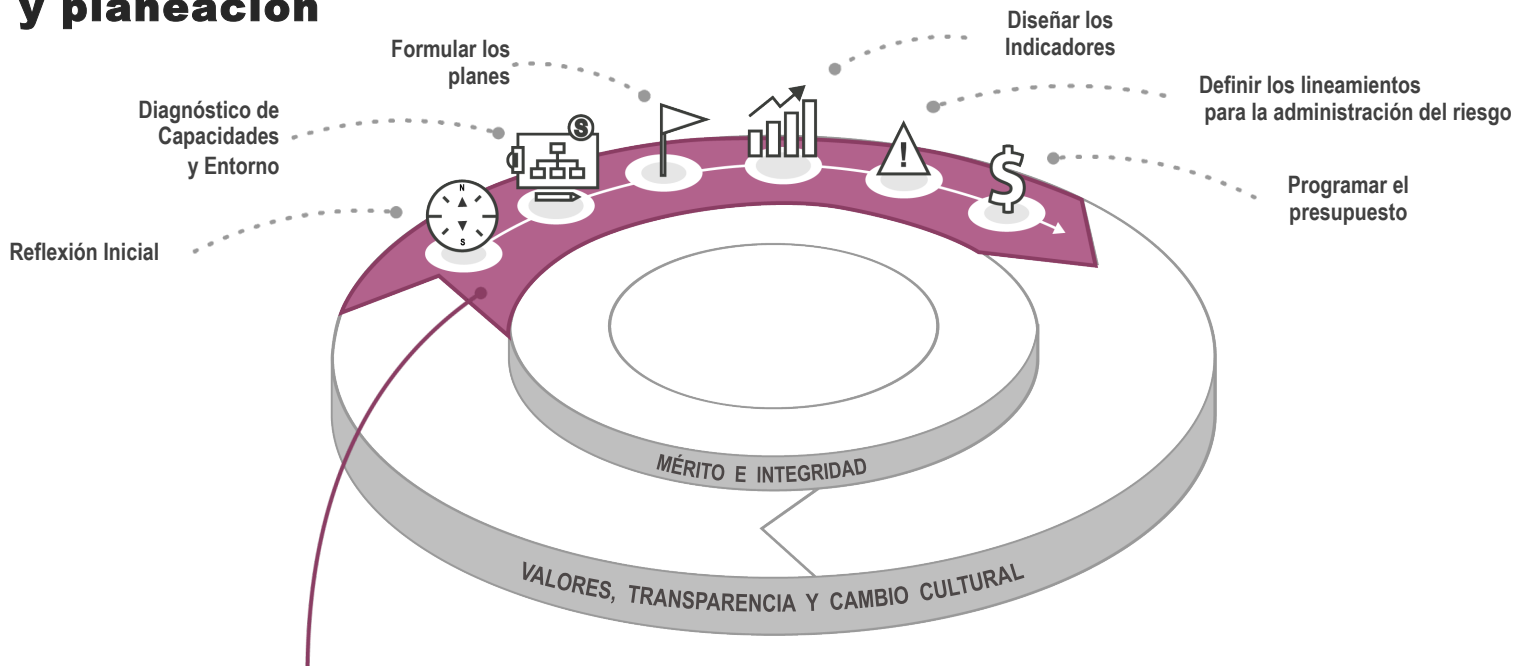 y planeación
Diseñar los
Indicadores
Formular los
planes
Definir los lineamientos
para la administración del riesgo
Diagnóstico de
Capacidades
y Entorno
Programar el
presupuesto
Reflexión Inicial
S
N
S
!
$
MÉRITO E INTEGRIDAD
VALORES, TRANSPARENCIA Y CAMBIO CULTURAL